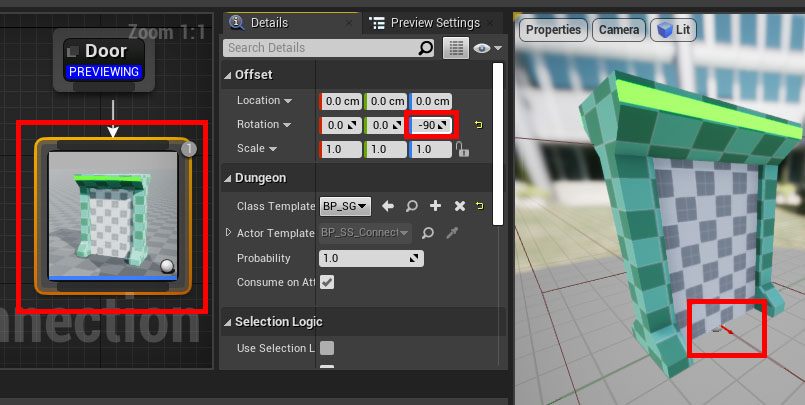 Zoom 1:1
Door
PREVIEWING
1
nnection
Details
Preview Settings
Search Details
Offset
Location
0.0 cm
0.0 cm
0.0 cm
Rotation
0.0
0.0
-90
Scale
1.0
1.0
1.0
Dungeon
Class Template
BP_SG
Actor Template
BP_SS_Connect
Probability
1.0
Consume on Att
Selection Logic
Use Selection L
Properties
Camera
Lit